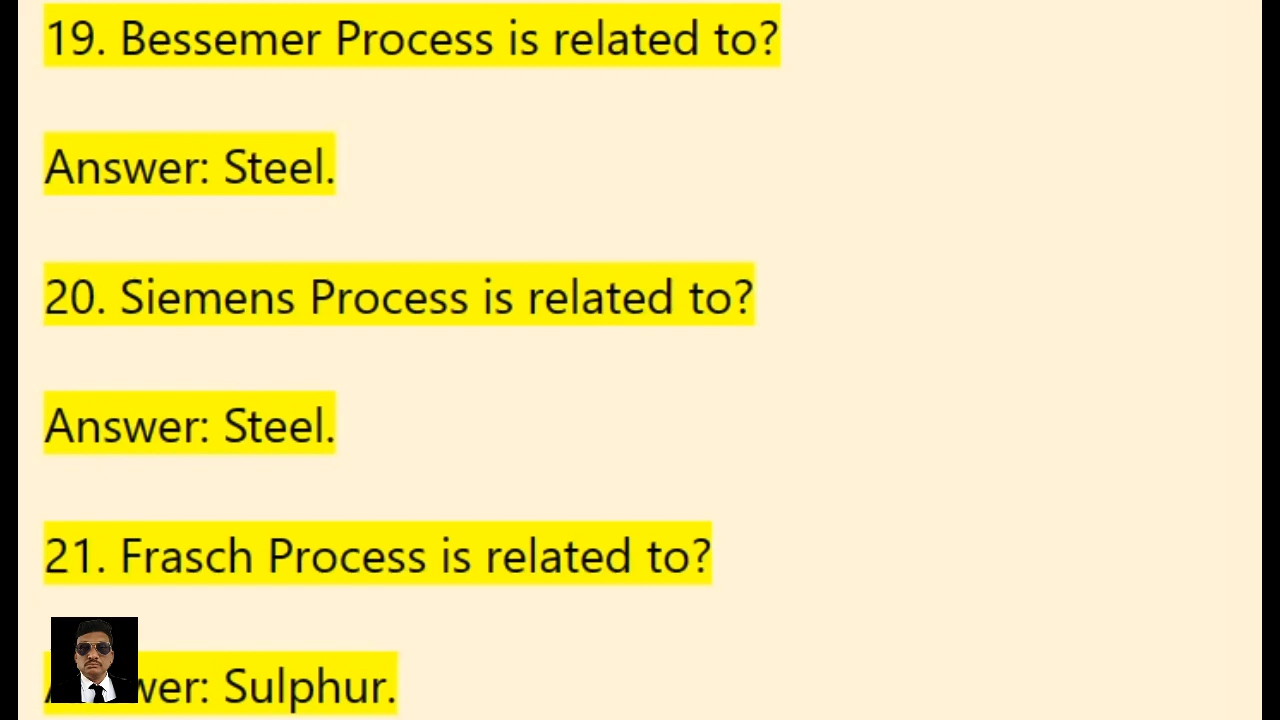 19. Bessemer Process is related to?
Answer: Steel.
20. Siemens Process is related to?
Answer: Steel.
21. Frasch Process is related to?
Sulphur.